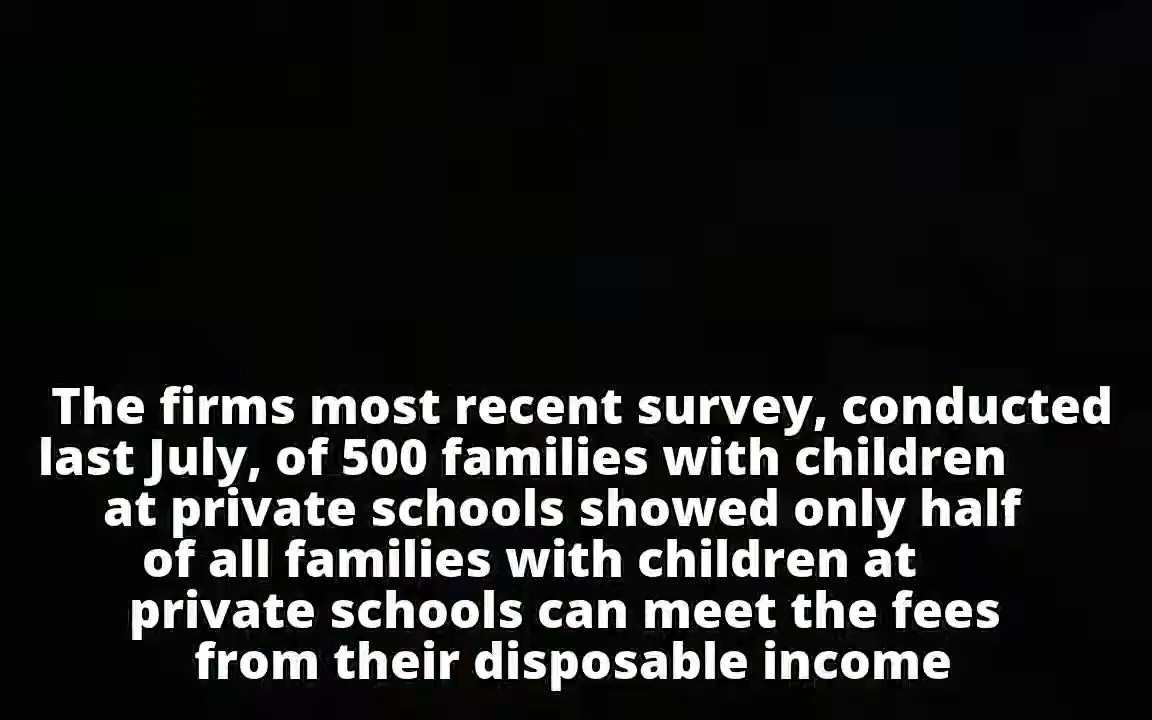 The firms most recent survey, conducted
last July, of 500 families with children
at private schools showed only half
of all families with children at
private schools can meet the fees
from their disposable income